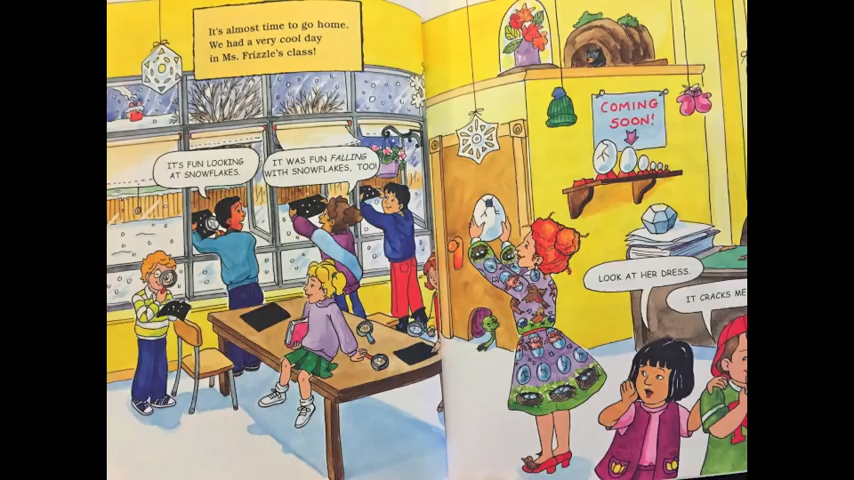 It's almost time to go home.
We had a very cool day
in Ms. Frizzle's class!
IT'S FUN LOOKING
AT SNOWFLAKES.
IT WAS FUN FALLING
WITH SNOWFLAKES, TOO!
COMING
SOON!
LOOK AT HER DRESS.
IT CRACKS ME